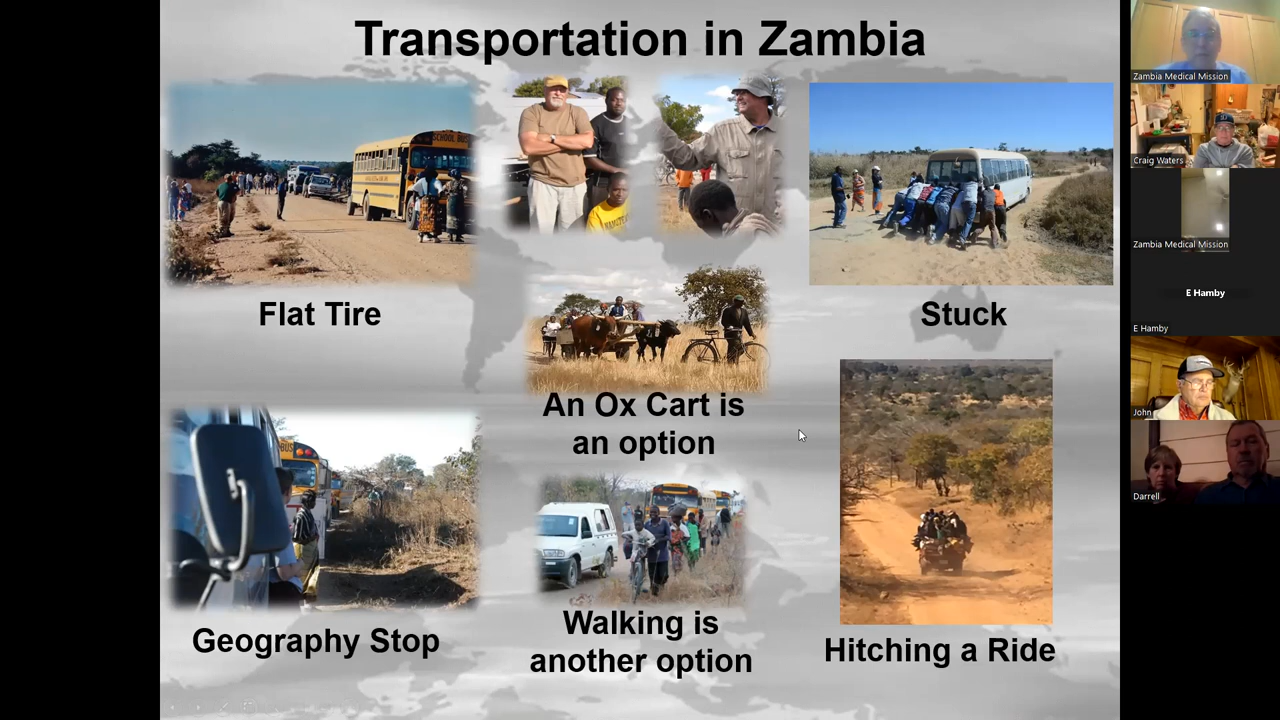 Transportation in Zambia
SCHOOL BUS
Flat Tire
Stuck
An Ox Cart is
an option
BUS
Geography Stop
Walking is
another option
Hitching a Ride
Zambia Medical Mission
Craig Waters
Zambia Medical Mission
E Hamby
E Hamby
John
Darrell